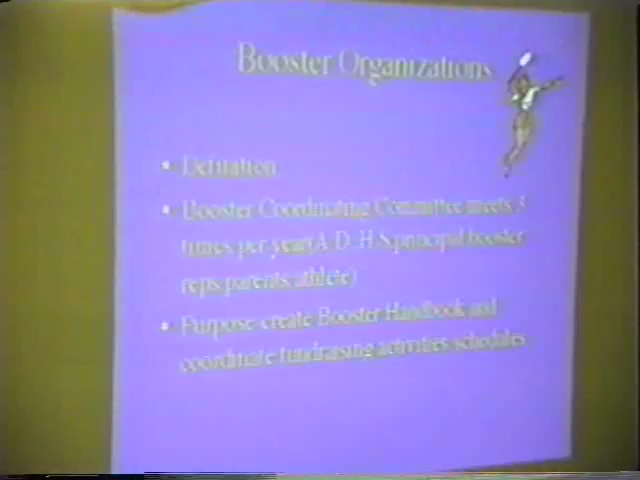 Booster Organizations
• Definition
• Booster Coordinating Committee meets 3
times per year(A.D. H.S.principal,booster
reps,parents,athlete)
• Purpose-create Booster Handbook and
coordinate fundraising activities schedules